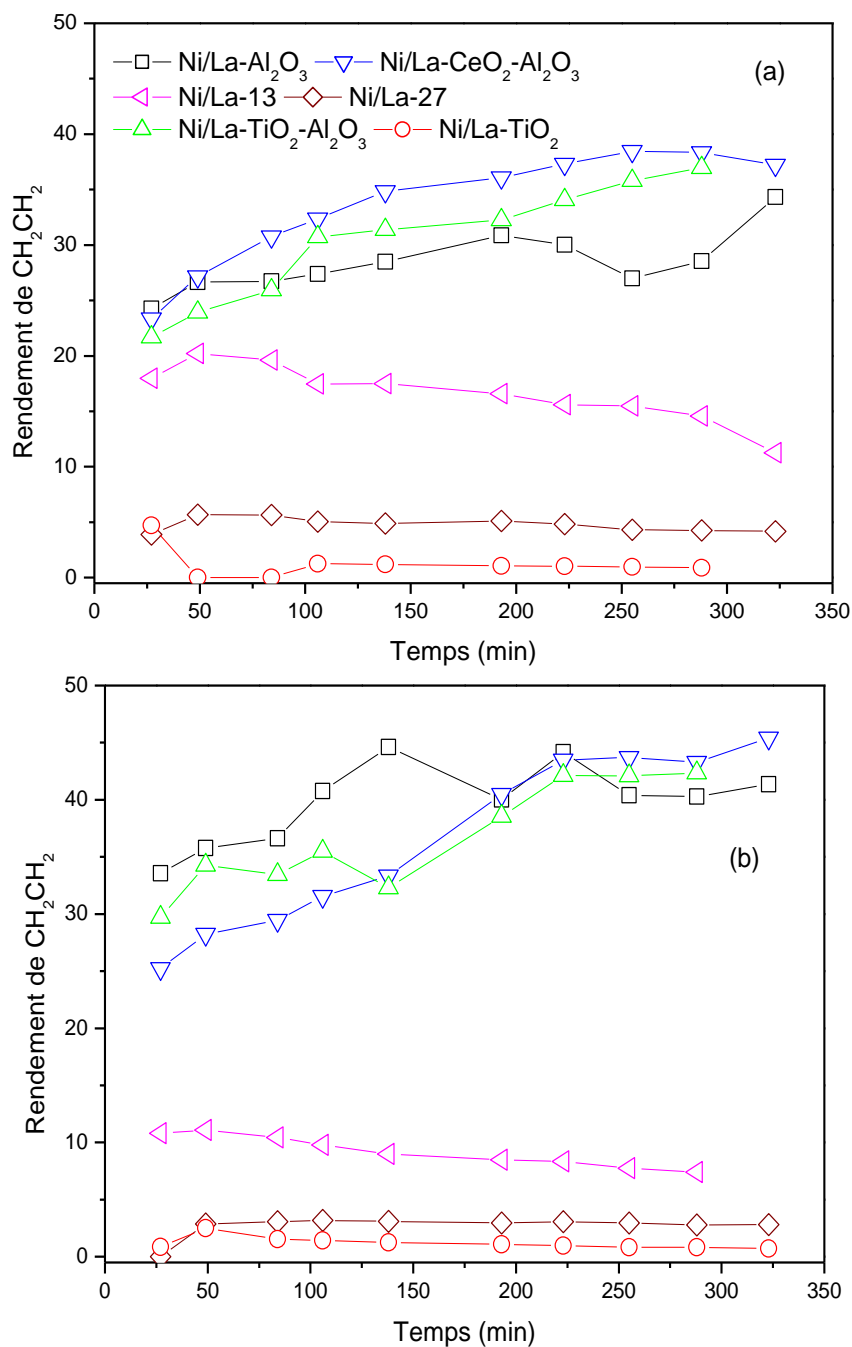 50
40
30
20
10
0
Rendement de CH₂CH₂
Ni/La-Al₂O₃ Ni/La-CeO₂-Al₂O₃
Ni/La-13 Ni/La-27
Ni/La-TiO₂-Al₂O₃ Ni/La-TiO₂
(a)
0 50 100 150 200 250 300 350
Temps (min)
50
40
30
20
10
0
Rendement de CH₂CH₂
(b)
0 50 100 150 200 250 300 350
Temps (min)